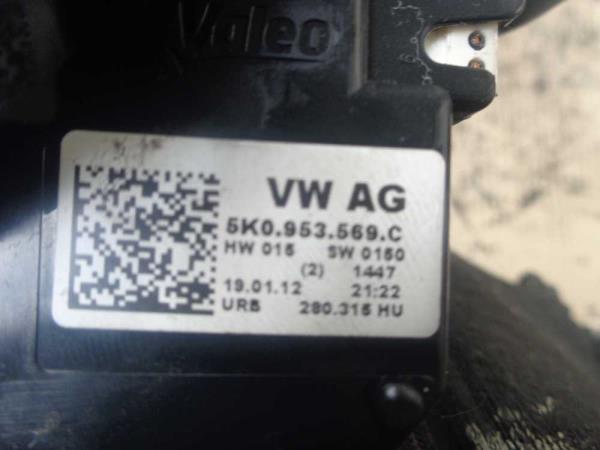 Valeo
VW AG
5K0.953.569.C
HW 015 SW 0150
(2) 1447
19.01.12 21:22
URB 280.315 HU